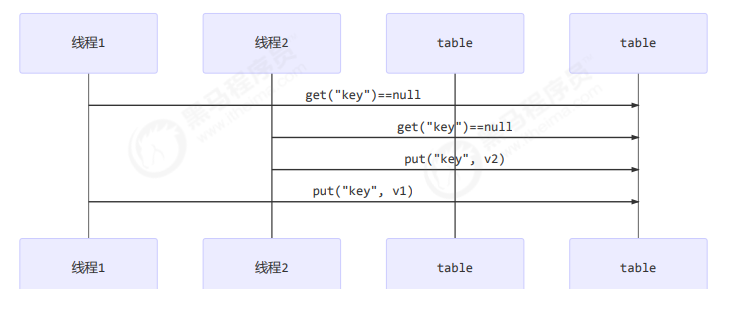 线程1
线程2
table
table
get("key")==null
get("key")==null
put("key", v2)
put("key", v1)
线程1
线程2
table
table
黑马程序员
www.itheima.com
黑马程序员
www.itheima.com